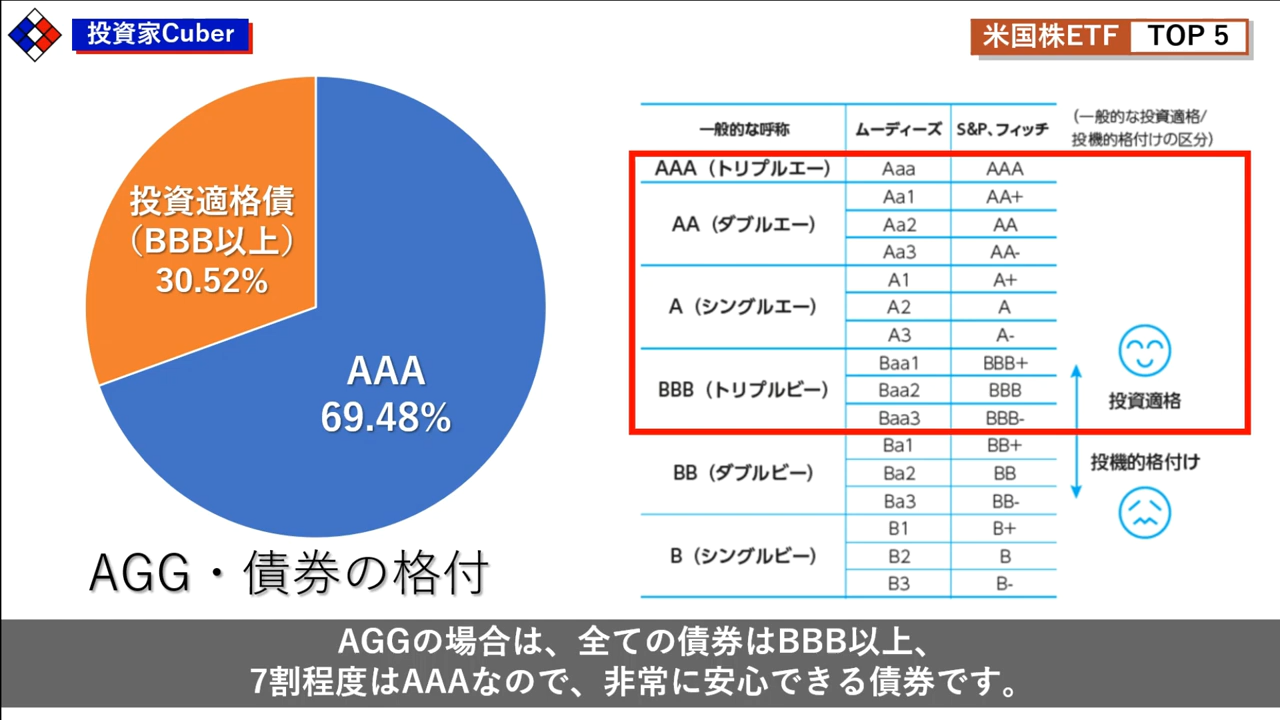 投資家Cuber
米国株ETF TOP 5
投資適格債
（BBB以上）
30.52%
AAA
69.48%
AGG・債券の格付
一般的な呼称 ムーディーズ S&P、フィッチ （一般的な投資適格/
投機的格付けの区分）
AAA（トリプルエー） Aaa AAA
Aa1 AA+
AA（ダブルエー） Aa2 AA
Aa3 AA-
A1 A+
A（シングルエー） A2 A
A3 A-
Baa1 BBB+
BBB（トリプルビー） Baa2 BBB
投資適格
Baa3 BBB-
Ba1 BB+
投機的格付け
BB（ダブルビー） Ba2 BB
Ba3 BB-
B1 B+
B（シングルビー） B2 B
B3 B-
AGGの場合は、全ての債券はBBB以上、
7割程度はAAAなので、非常に安心できる債券です。